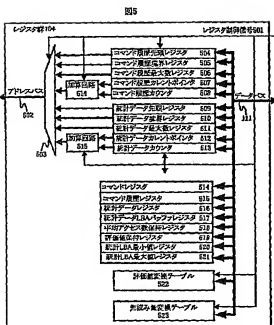 図5
レジスタ群104
レジスタ制御信号501
コマンド履歴先頭レジスタ 504
コマンド履歴境界レジスタ 505
コマンド履歴最大数レジスタ 506
コマンド履歴カレントポインタ 507
コマンド履歴カウンタ 508
加算回路
514
アドレスバス
502
503
データバス
111
統計データ先頭レジスタ 509
統計データ境界レジスタ 510
統計データ最大数レジスタ 511
統計データカレントポインタ 512
統計データカウンタ 513
加算回路
515
コマンドレジスタ 514
コマンド履歴レジスタ 515
統計データレジスタ 516
統計データLBAバッファレジスタ 517
平均アクセス数保持レジスタ 518
評価値保持レジスタ 519
統計LBA最小値レジスタ 520
統計LBA最大値レジスタ 521
評価値変換テーブル
522
先読み量変換テーブル
523